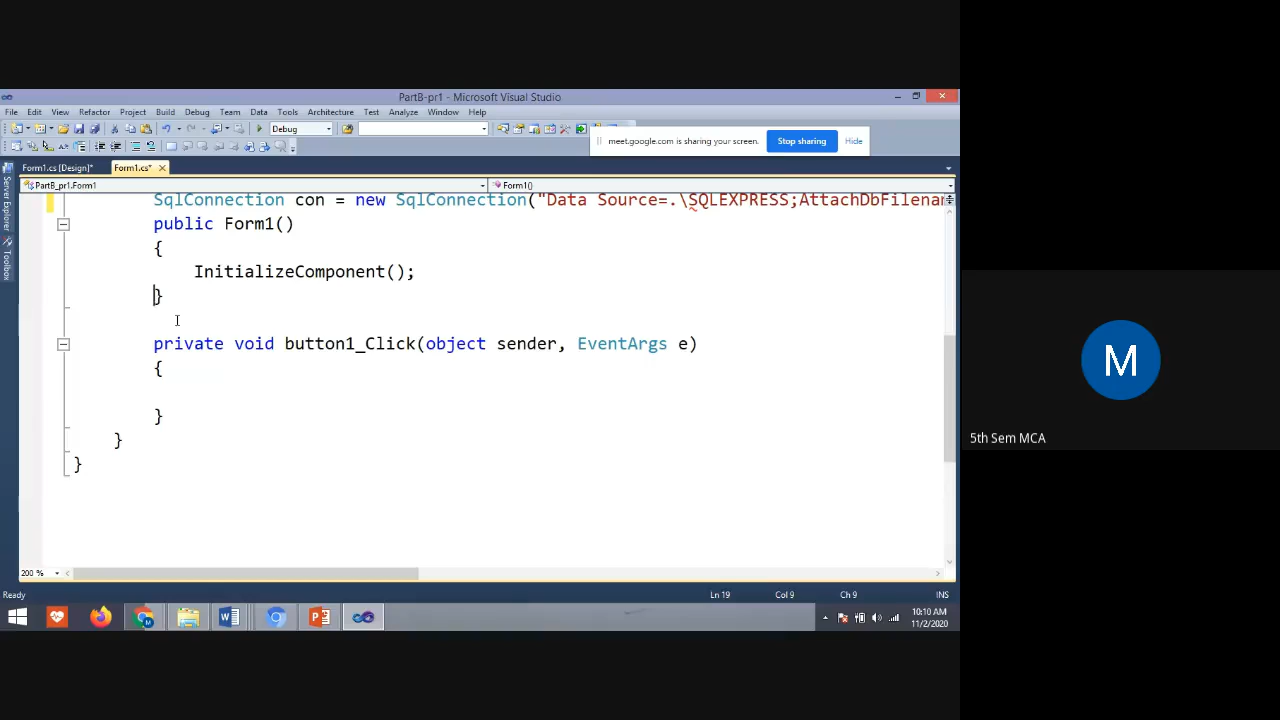 PartB-pr1 - Microsoft Visual Studio
File Edit View Refactor Project Build Debug Team Data Tools Architecture Test Analyze Window Help
Debug
meet.google.com is sharing your screen. Stop sharing Hide
Form1.cs [Design]* Form1.cs*
PartB_pr1.Form1 Form1()
Server Explorer
Toolbox
SqlConnection con = new SqlConnection("Data Source=.\SQLEXPRESS;AttachDbFilenam
public Form1()
{
InitializeComponent();
}
private void button1_Click(object sender, EventArgs e)
{
}
}
}
M
5th Sem MCA
200 %
Ready Ln 19 Col 9 Ch 9 INS
10:10 AM
11/2/2020